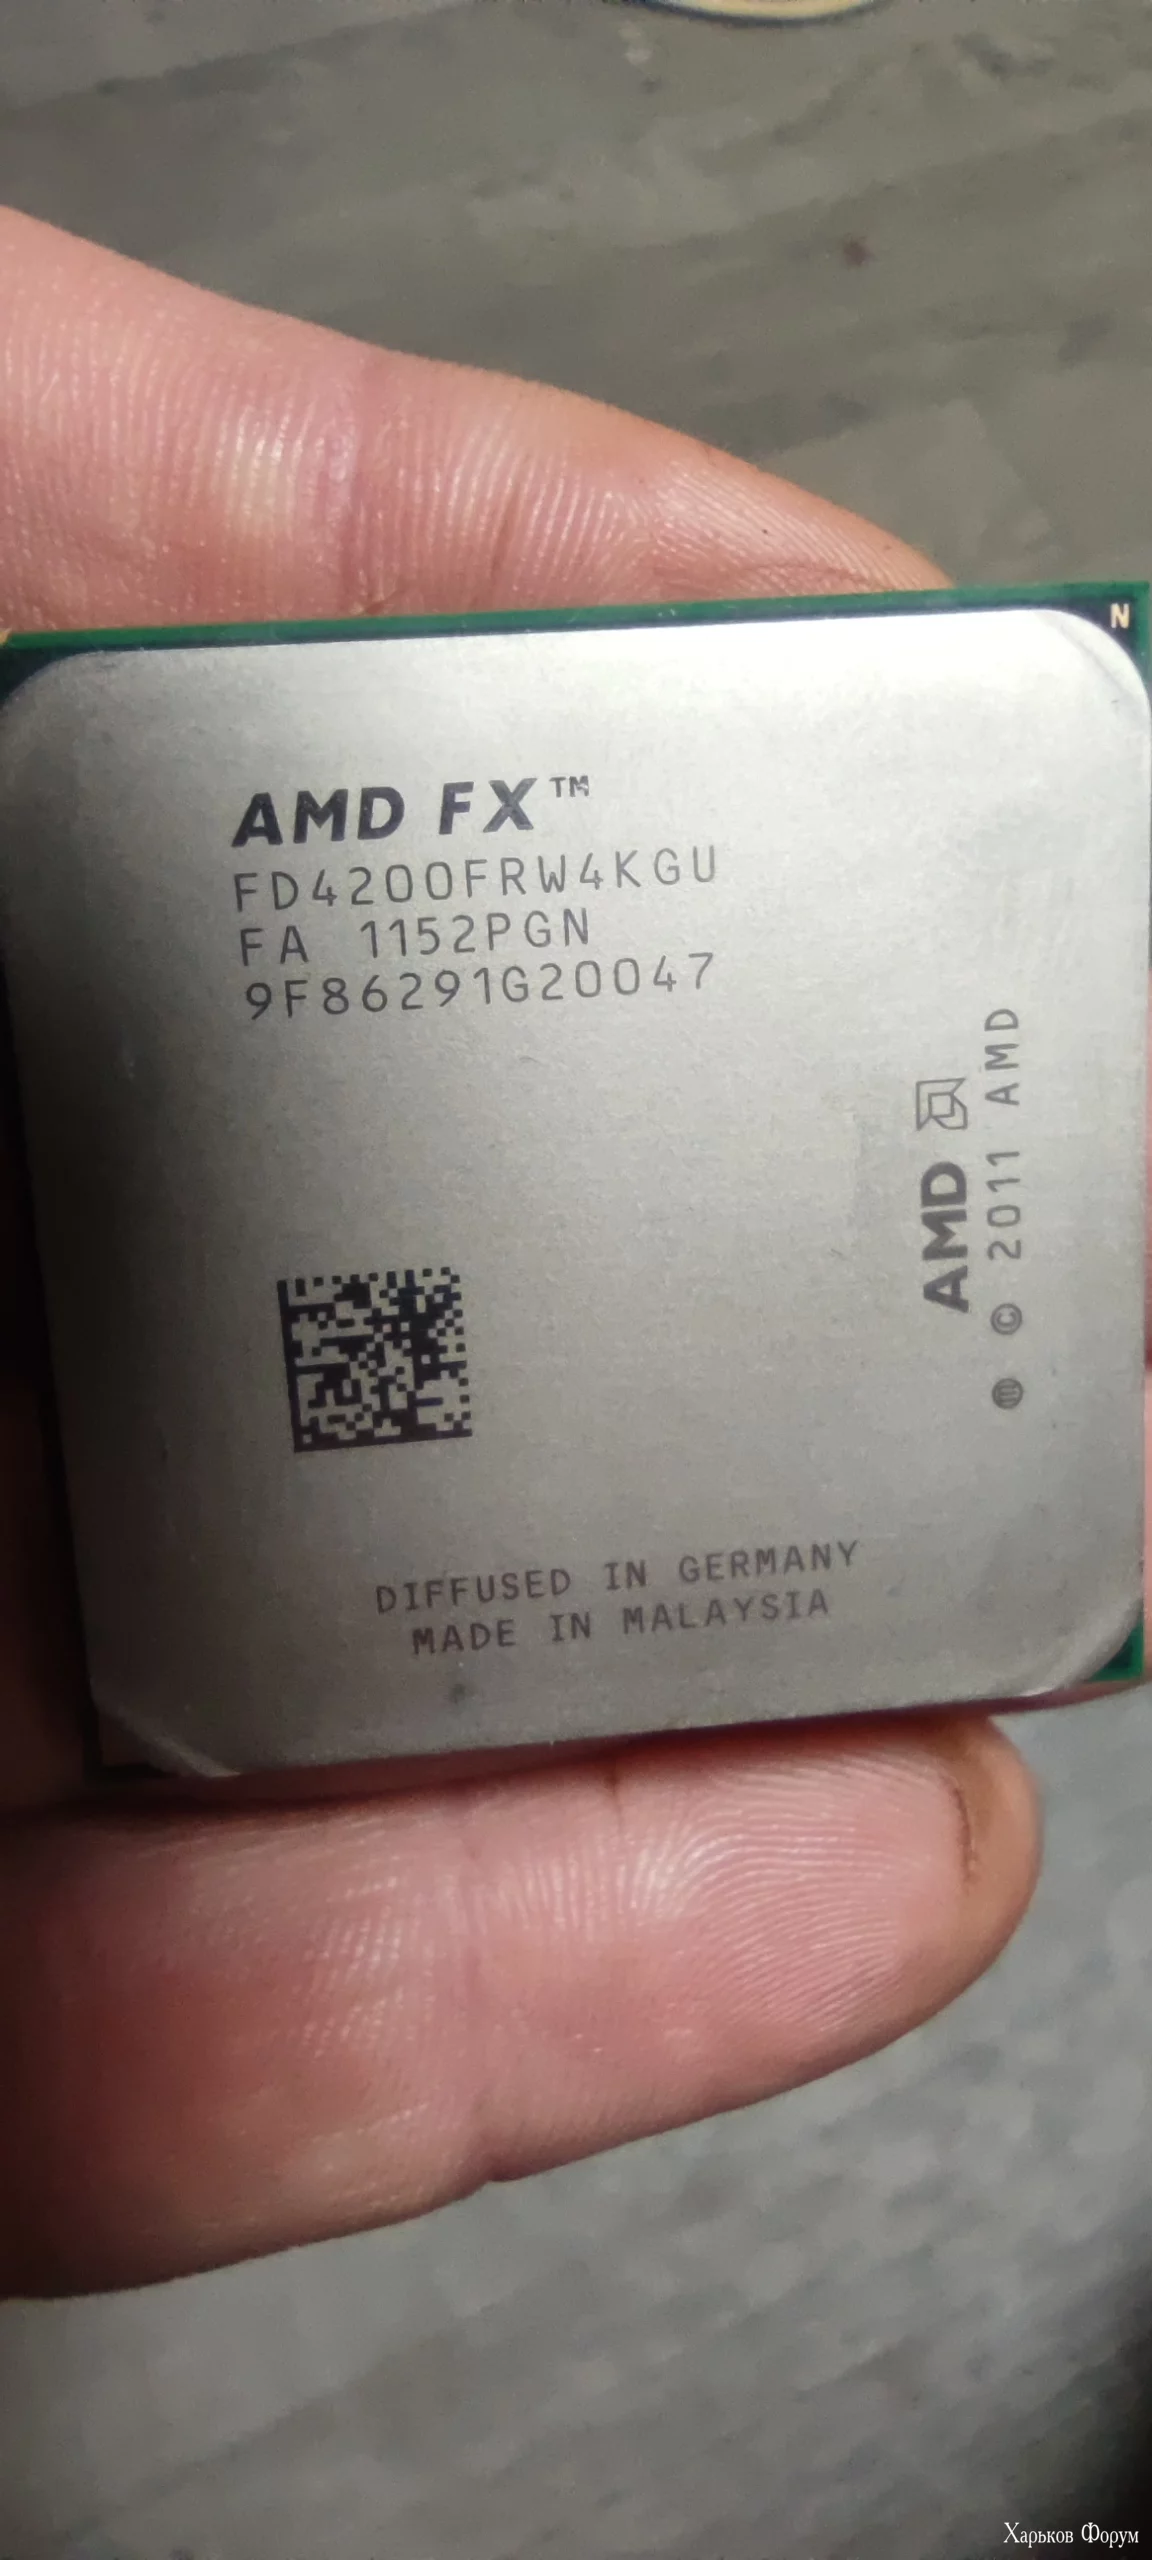 N
AMD FX™
FD4200FRW4KGU
FA 1152PGN
9F86291G20047
AMD
® © 2011 AMD
DIFFUSED IN GERMANY
MADE IN MALAYSIA
Харьков Форум